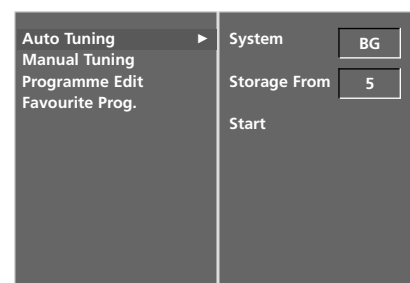 Auto Tuning ►
Manual Tuning
Programme Edit
Favourite Prog.
System BG
Storage From 5
Start